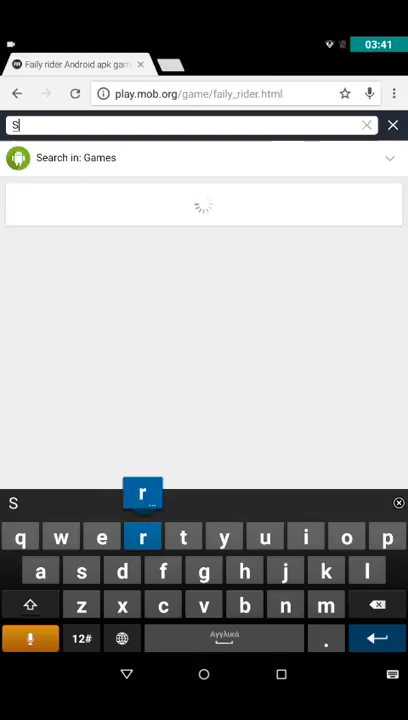 03:41
Faily rider Android apk gam
play.mob.org/game/faily_rider.html
S
Search in: Games
S
r
...
q w e r t y u i o p
a s d f g h j k l
z x c v b n m
12# Αγγλικά .